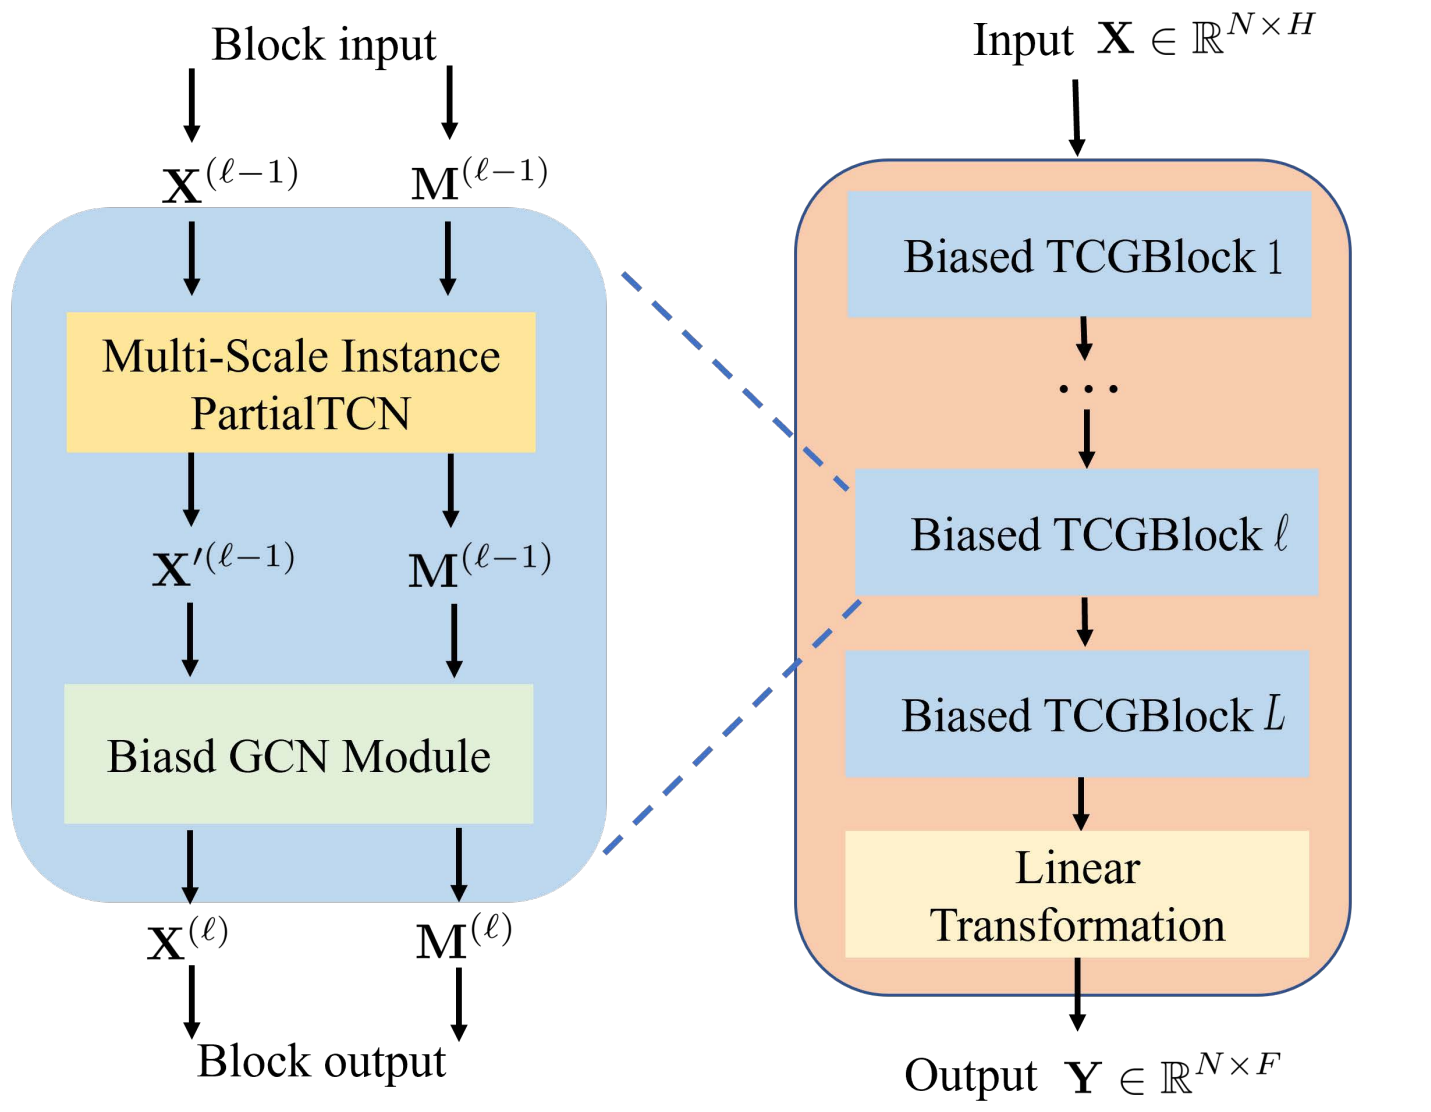 Block input
X^(ℓ−1) M^(ℓ−1)
Multi-Scale Instance
PartialTCN
X′^(ℓ−1) M^(ℓ−1)
Biasd GCN Module
X^(ℓ) M^(ℓ)
Block output
Input X ∈ ℝ^N×H
Biased TCGBlock 1
...
Biased TCGBlock ℓ
Biased TCGBlock L
Linear
Transformation
Output Y ∈ ℝ^N×F